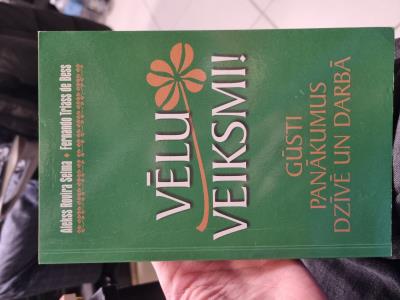 Alekss Rovira Selma • Fernando Triass de Bess
VĒLU
VEIKSMI!
GŪSTI
PANĀKUMUS
DZĪVĒ UN DARBĀ